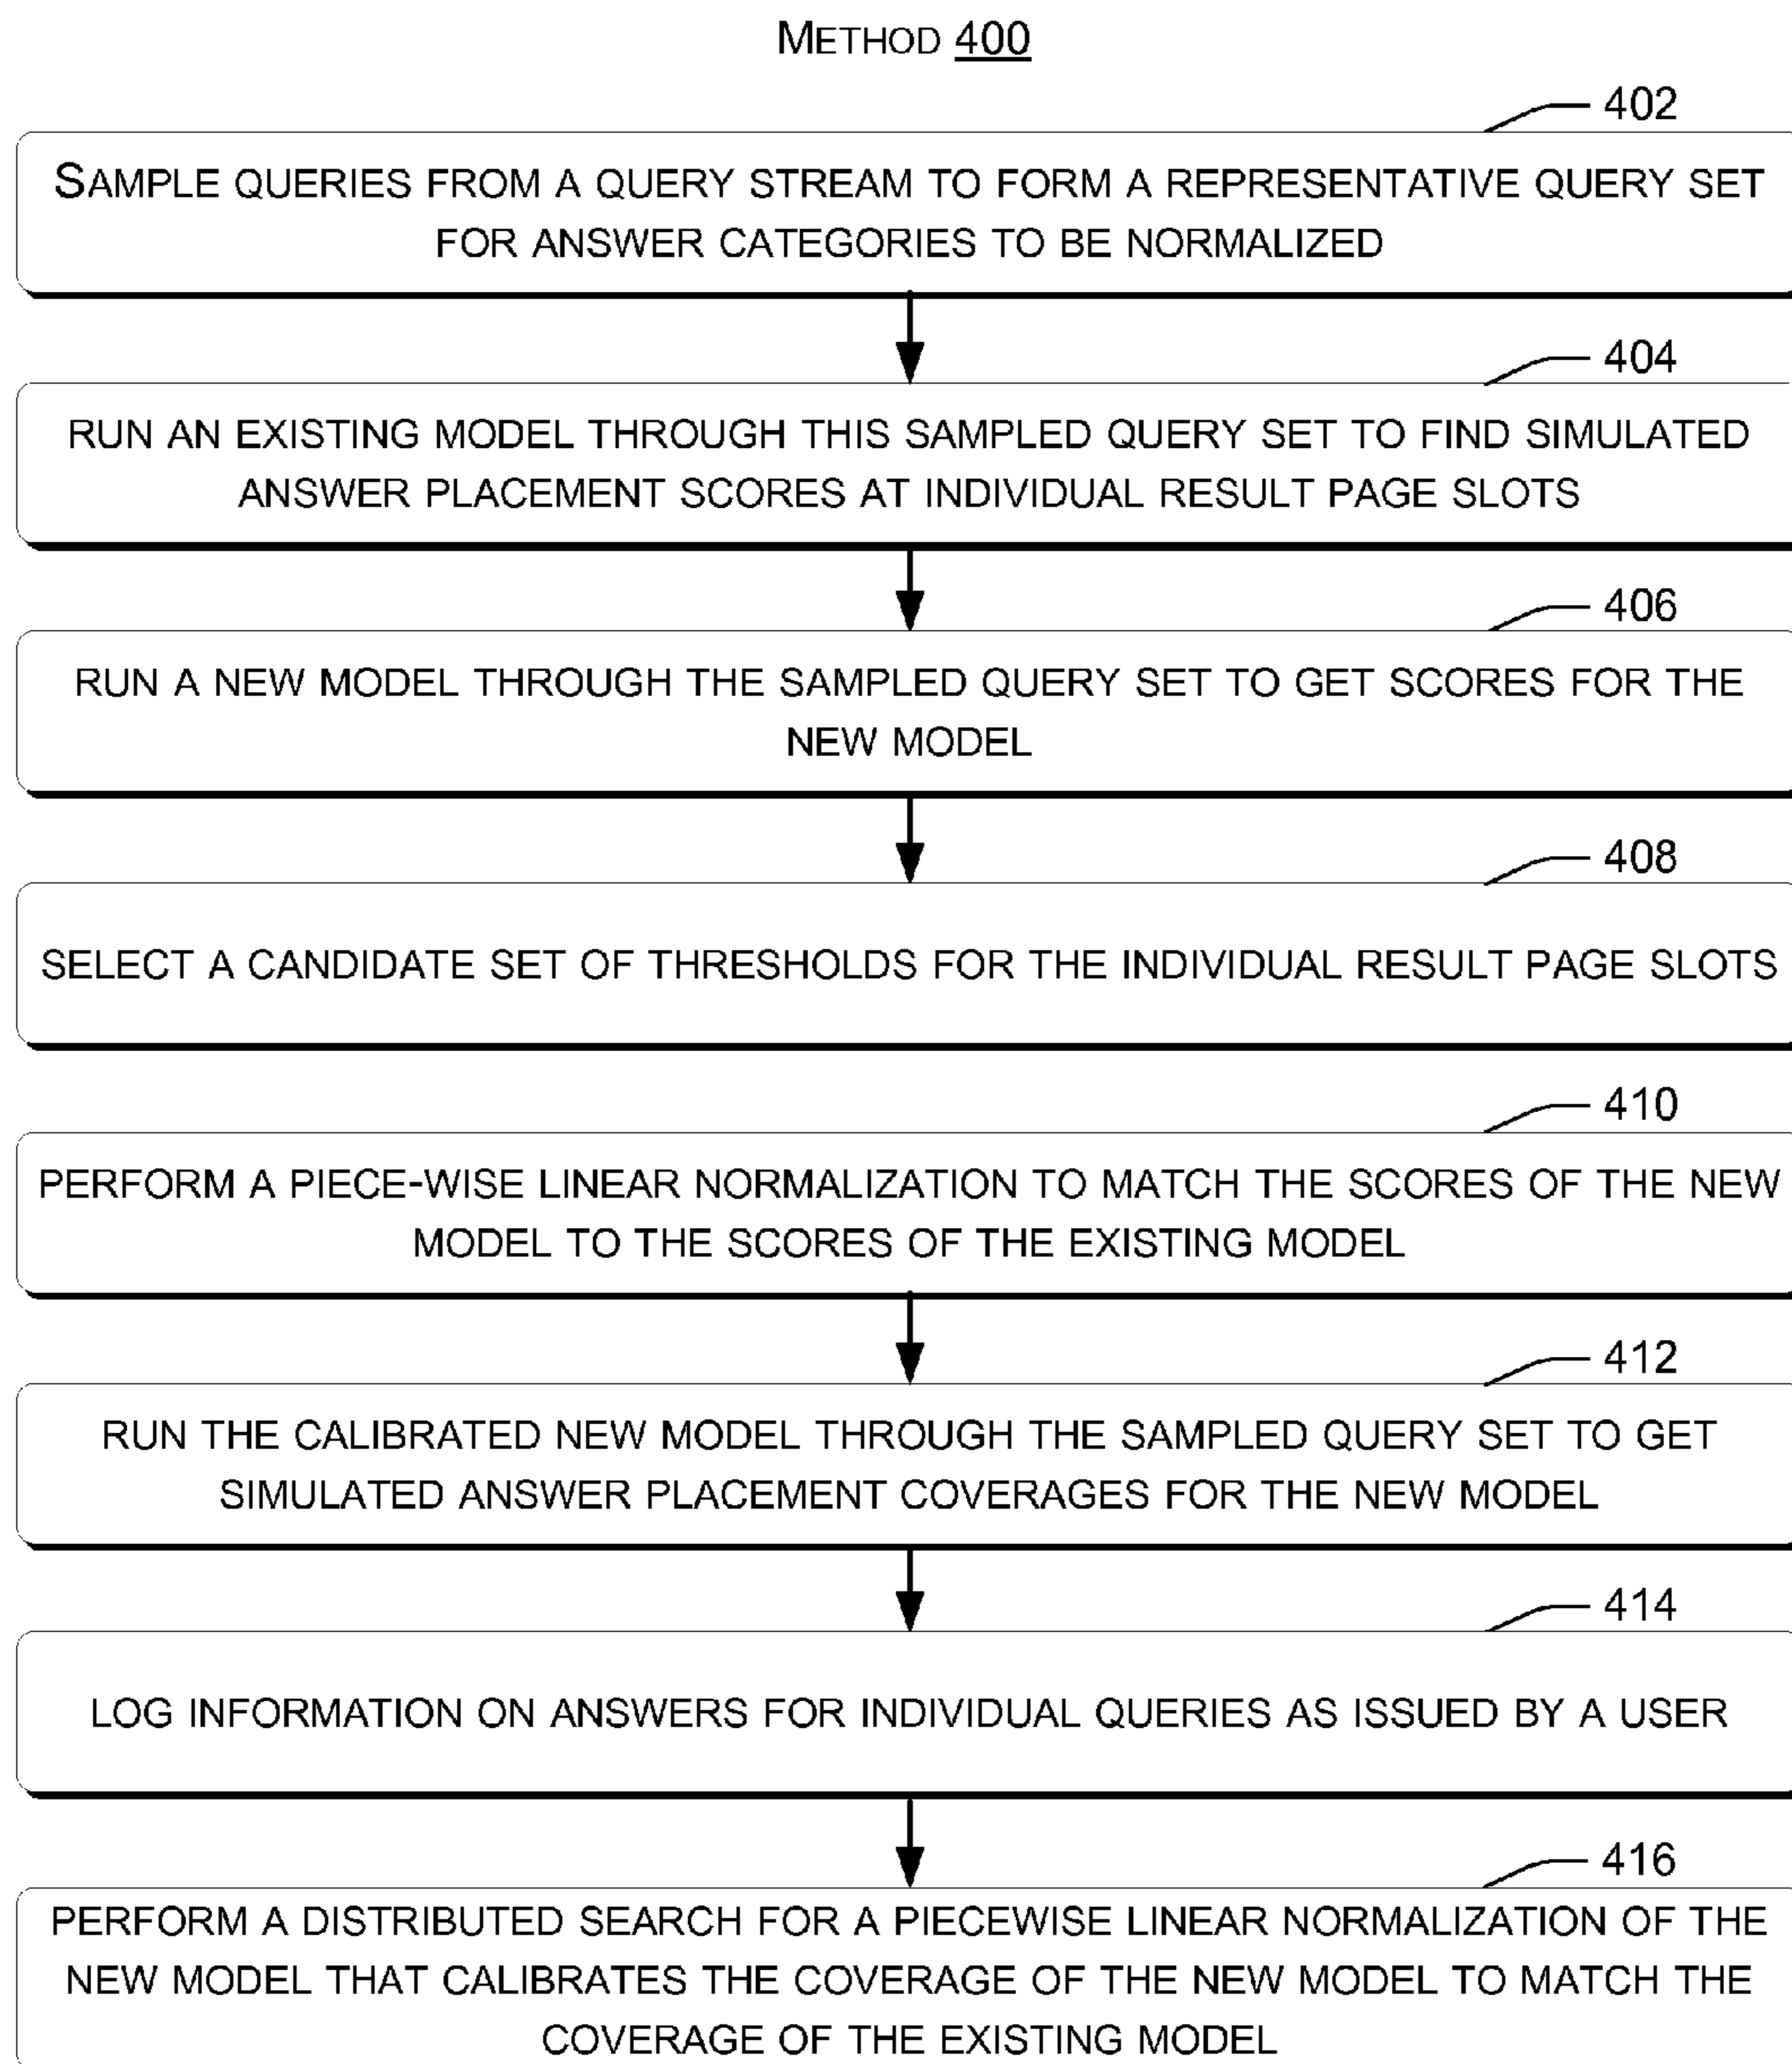 METHOD 400
402
SAMPLE QUERIES FROM A QUERY STREAM TO FORM A REPRESENTATIVE QUERY SET
FOR ANSWER CATEGORIES TO BE NORMALIZED
404
RUN AN EXISTING MODEL THROUGH THIS SAMPLED QUERY SET TO FIND SIMULATED
ANSWER PLACEMENT SCORES AT INDIVIDUAL RESULT PAGE SLOTS
406
RUN A NEW MODEL THROUGH THE SAMPLED QUERY SET TO GET SCORES FOR THE
NEW MODEL
408
SELECT A CANDIDATE SET OF THRESHOLDS FOR THE INDIVIDUAL RESULT PAGE SLOTS
410
PERFORM A PIECE-WISE LINEAR NORMALIZATION TO MATCH THE SCORES OF THE NEW
MODEL TO THE SCORES OF THE EXISTING MODEL
412
RUN THE CALIBRATED NEW MODEL THROUGH THE SAMPLED QUERY SET TO GET
SIMULATED ANSWER PLACEMENT COVERAGES FOR THE NEW MODEL
414
LOG INFORMATION ON ANSWERS FOR INDIVIDUAL QUERIES AS ISSUED BY A USER
416
PERFORM A DISTRIBUTED SEARCH FOR A PIECEWISE LINEAR NORMALIZATION OF THE
NEW MODEL THAT CALIBRATES THE COVERAGE OF THE NEW MODEL TO MATCH THE
COVERAGE OF THE EXISTING MODEL